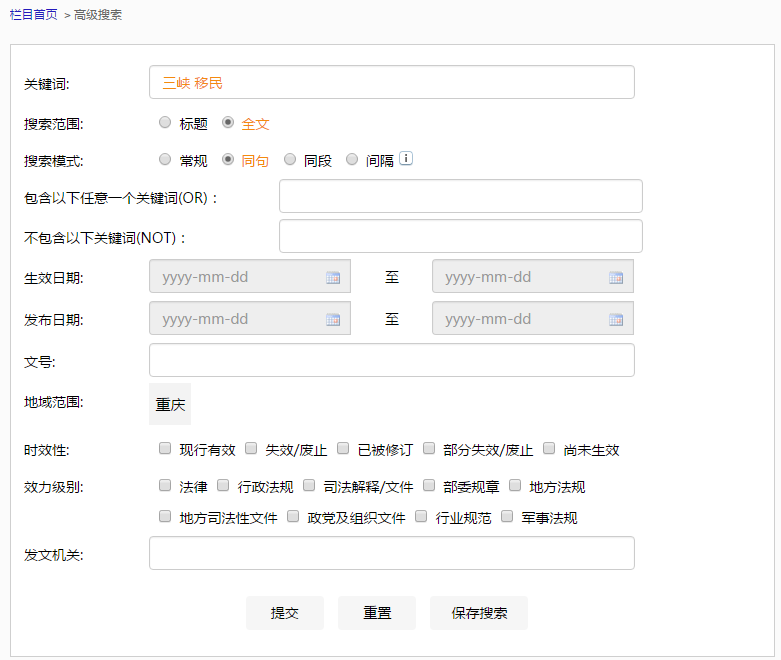 栏目首页 > 高级搜索
关键词: 三峡 移民
搜索范围: 标题 全文
搜索模式: 常规 同句 同段 间隔 i
包含以下任意一个关键词(OR)：
不包含以下关键词(NOT)：
生效日期: yyyy-mm-dd 至 yyyy-mm-dd
发布日期: yyyy-mm-dd 至 yyyy-mm-dd
文号:
地域范围: 重庆
时效性: 现行有效 失效/废止 已被修订 部分失效/废止 尚未生效
效力级别: 法律 行政法规 司法解释/文件 部委规章 地方法规
地方司法性文件 政党及组织文件 行业规范 军事法规
发文机关:
提交 重置 保存搜索